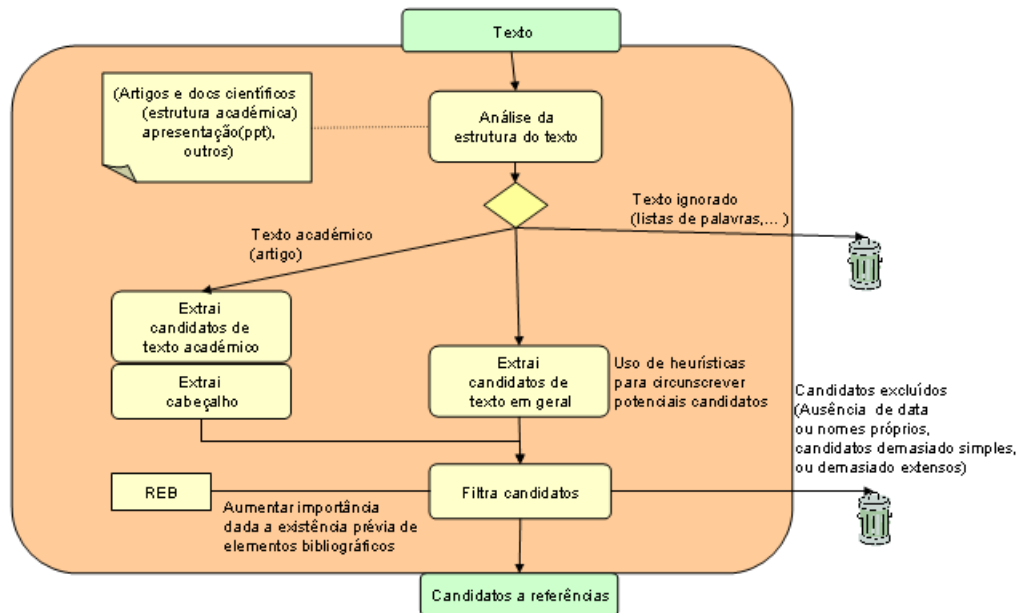 Texto
(Artigos e docs científicos
(estrutura académica)
apresentação(ppt),
outros)
Análise da
estrutura do texto
Texto ignorado
(listas de palavras,... )
Texto académico
(artigo)
Extrai
candidatos de
texto académico
Extrai
cabeçalho
Extrai
candidatos de
texto em geral
Uso de heurísticas
para circunscrever
potenciais candidatos
Candidatos excluídos
(Ausência de data
ou nomes próprios,
candidatos demasiado simples,
ou demasiado extensos)
REB
Aumentar importância
dada a existência prévia de
elementos bibliográficos
Filtra candidatos
Candidatos a referências